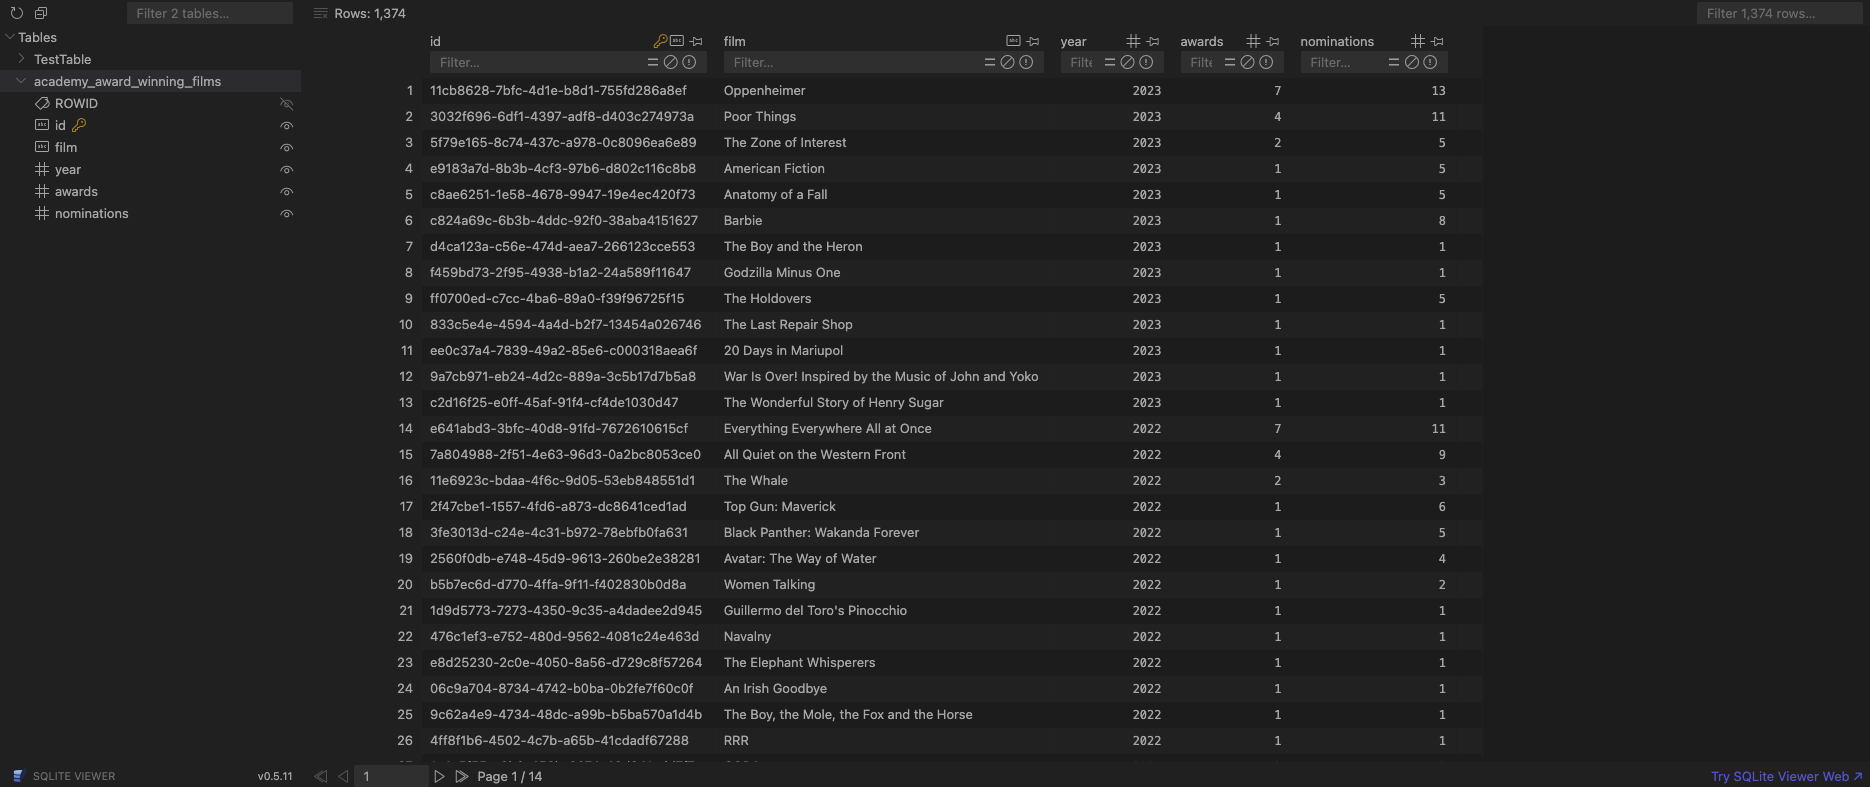 Filter 2 tables...
Rows: 1,374
Filter 1,374 rows...
Tables
TestTable
academy_award_winning_films
ROWID
id
film
year
awards
nominations
id film year awards nominations
Filter... Filter... Filte Filte Filter...
1 11cb8628-7bfc-4d1e-b8d1-755fd286a8ef Oppenheimer 2023 7 13
2 3032f696-6df1-4397-adf8-d403c274973a Poor Things 2023 4 11
3 5f79e165-8c74-437c-a978-0c8096ea6e89 The Zone of Interest 2023 2 5
4 e9183a7d-8b3b-4cf3-97b6-d802c116c8b8 American Fiction 2023 1 5
5 c8ae6251-1e58-4678-9947-19e4ec420f73 Anatomy of a Fall 2023 1 5
6 c824a69c-6b3b-4ddc-92f0-38aba4151627 Barbie 2023 1 8
7 d4ca123a-c56e-474d-aea7-266123cce553 The Boy and the Heron 2023 1 1
8 f459bd73-2f95-4938-b1a2-24a589f11647 Godzilla Minus One 2023 1 1
9 ff0700ed-c7cc-4ba6-89a0-f39f96725f15 The Holdovers 2023 1 5
10 833c5e4e-4594-4a4d-b2f7-13454a026746 The Last Repair Shop 2023 1 1
11 ee0c37a4-7839-49a2-85e6-c000318aea6f 20 Days in Mariupol 2023 1 1
12 9a7cb971-eb24-4d2c-889a-3c5b17d7b5a8 War Is Over! Inspired by the Music of John and Yoko 2023 1 1
13 c2d16f25-e0ff-45af-91f4-cf4de1030d47 The Wonderful Story of Henry Sugar 2023 1 1
14 e641abd3-3bfc-40d8-91fd-7672610615cf Everything Everywhere All at Once 2022 7 11
15 7a804988-2f51-4e63-96d3-0a2bc8053ce0 All Quiet on the Western Front 2022 4 9
16 11e6923c-bdaa-4f6c-9d05-53eb848551d1 The Whale 2022 2 3
17 2f47cbe1-1557-4fd6-a873-dc8641ced1ad Top Gun: Maverick 2022 1 6
18 3fe3013d-c24e-4c31-b972-78ebfb0fa631 Black Panther: Wakanda Forever 2022 1 5
19 2560f0db-e748-45d9-9613-260be2e38281 Avatar: The Way of Water 2022 1 4
20 b5b7ec6d-d770-4ffa-9f11-f402830b0d8a Women Talking 2022 1 2
21 1d9d5773-7273-4350-9c35-a4dadee2d945 Guillermo del Toro's Pinocchio 2022 1 1
22 476c1ef3-e752-480d-9562-4081c24e463d Navalny 2022 1 1
23 e8d25230-2c0e-4050-8a56-d729c8f57264 The Elephant Whisperers 2022 1 1
24 06c9a704-8734-4742-b0ba-0b2fe7f60c0f An Irish Goodbye 2022 1 1
25 9c62a4e9-4734-48dc-a99b-b5ba570a1d4b The Boy, the Mole, the Fox and the Horse 2022 1 1
26 4ff8f1b6-4502-4c7b-a65b-41cdadf67288 RRR 2022 1 1
SQLITE VIEWER v0.5.11 1 Page 1 / 14 Try SQLite Viewer Web ↗